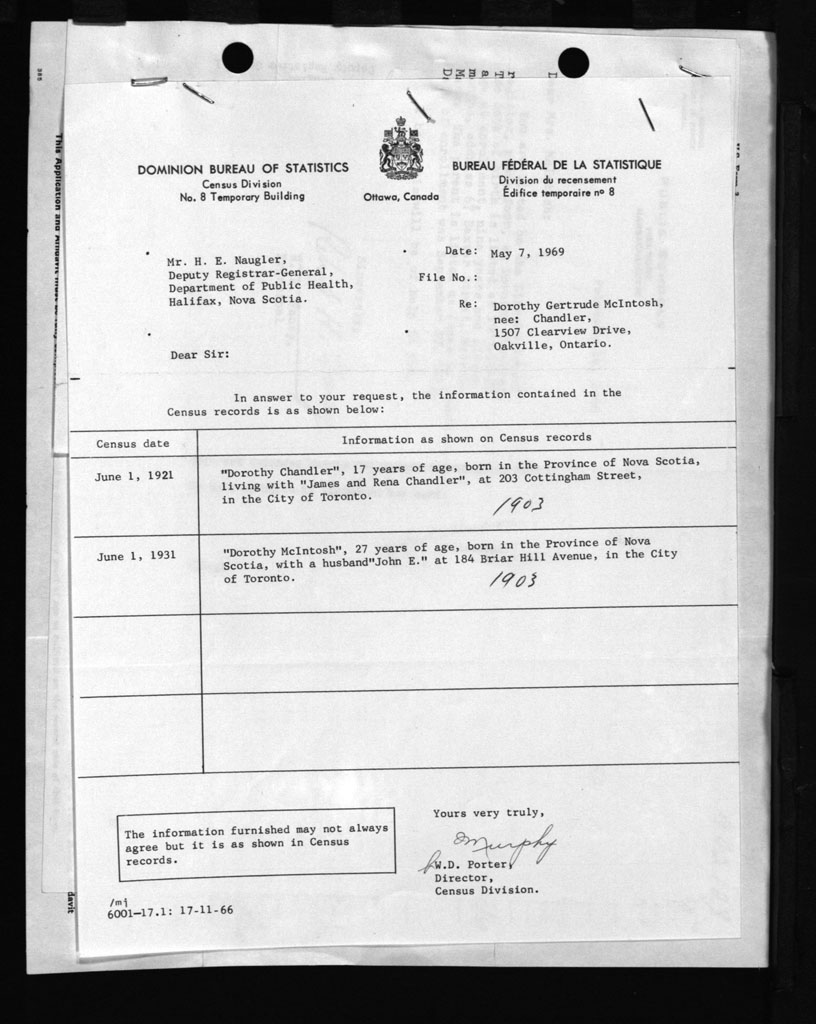 DOMINION BUREAU OF STATISTICS
Census Division
No. 8 Temporary Building
Ottawa, Canada
BUREAU FÉDÉRAL DE LA STATISTIQUE
Division du recensement
Édifice temporaire nº 8
Mr. H. E. Naugler,
Deputy Registrar-General,
Department of Public Health,
Halifax, Nova Scotia.
Date: May 7, 1969
File No.:
Re: Dorothy Gertrude McIntosh,
nee: Chandler,
1507 Clearview Drive,
Oakville, Ontario.
Dear Sir:
In answer to your request, the information contained in the
Census records is as shown below:
Census date
Information as shown on Census records
June 1, 1921
"Dorothy Chandler", 17 years of age, born in the Province of Nova Scotia,
living with "James and Rena Chandler", at 203 Cottingham Street,
in the City of Toronto.
1903
June 1, 1931
"Dorothy McIntosh", 27 years of age, born in the Province of Nova
Scotia, with a husband"John E." at 184 Briar Hill Avenue, in the City
of Toronto.
1903
The information furnished may not always
agree but it is as shown in Census
records.
Yours very truly,
Murphy
W.D. Porter,
Director,
Census Division.
/mj
6001-17.1: 17-11-66
This Application and
davit